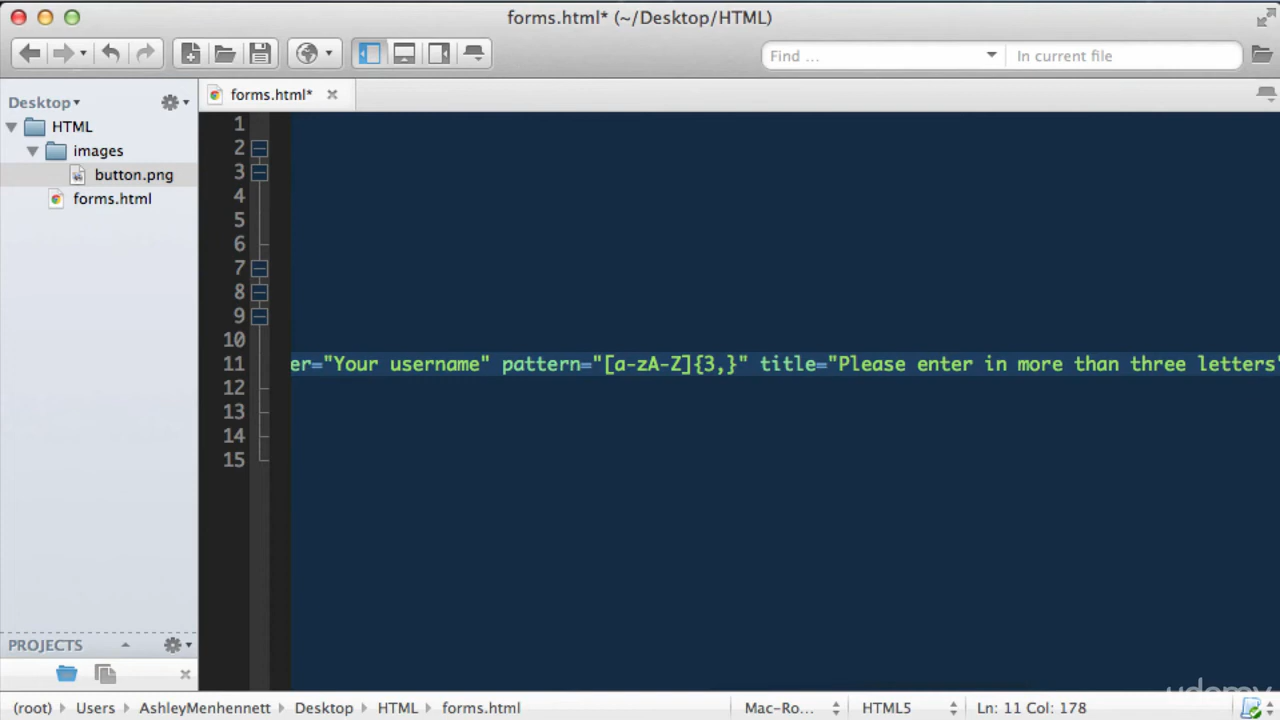 forms.html* (~/Desktop/HTML)
Find ...
In current file
Desktop
forms.html*
HTML
images
button.png
forms.html
1
2
3
4
5
6
7
8
9
10
11 er="Your username" pattern="[a-zA-Z]{3,}" title="Please enter in more than three letters"
12
13
14
15
PROJECTS
udemy
(root) Users AshleyMenhennett Desktop HTML forms.html Mac-Ro... HTML5 Ln: 11 Col: 178